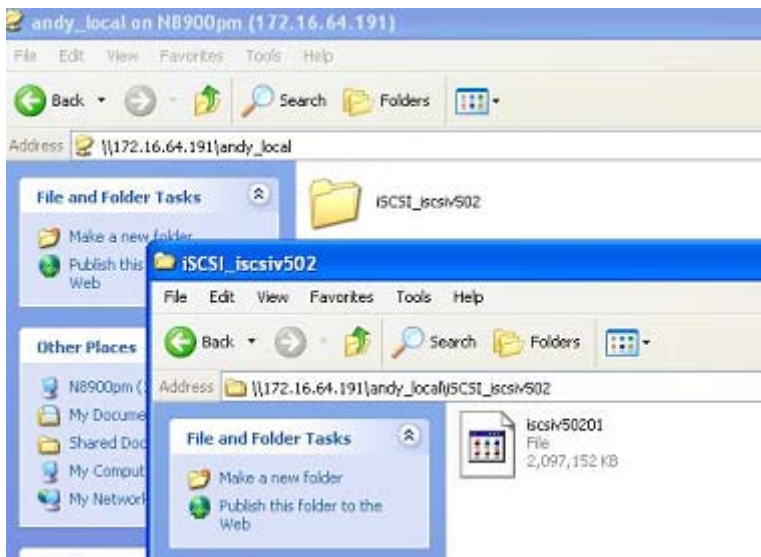 andy_local on N8900pm (172.16.64.191)
File Edit View Favorites Tools Help
Back Search Folders
Address \\172.16.64.191\andy_local
File and Folder Tasks
Make a new folder
Publish this
Web
iSCSI_iscsiv502
Other Places
N8900pm (
My Docume
Shared Doc
My Comput
My Network
iSCSI_iscsiv502
File Edit View Favorites Tools Help
Back Search Folders
Address \\172.16.64.191\andy_local\iSCSI_iscsiv502
File and Folder Tasks
Make a new folder
Publish this folder to the
Web
iscsiv50201
File
2,097,152 KB